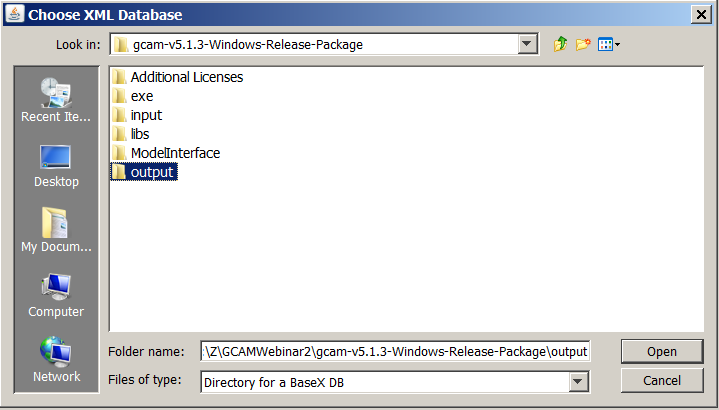 Choose XML Database
Look in: gcam-v5.1.3-Windows-Release-Package
Recent Ite...
Desktop
My Docum...
Computer
Network
Additional Licenses
exe
input
libs
ModelInterface
output
Folder name: :\Z\GCAMWebinar2\gcam-v5.1.3-Windows-Release-Package\output Open
Files of type: Directory for a BaseX DB Cancel